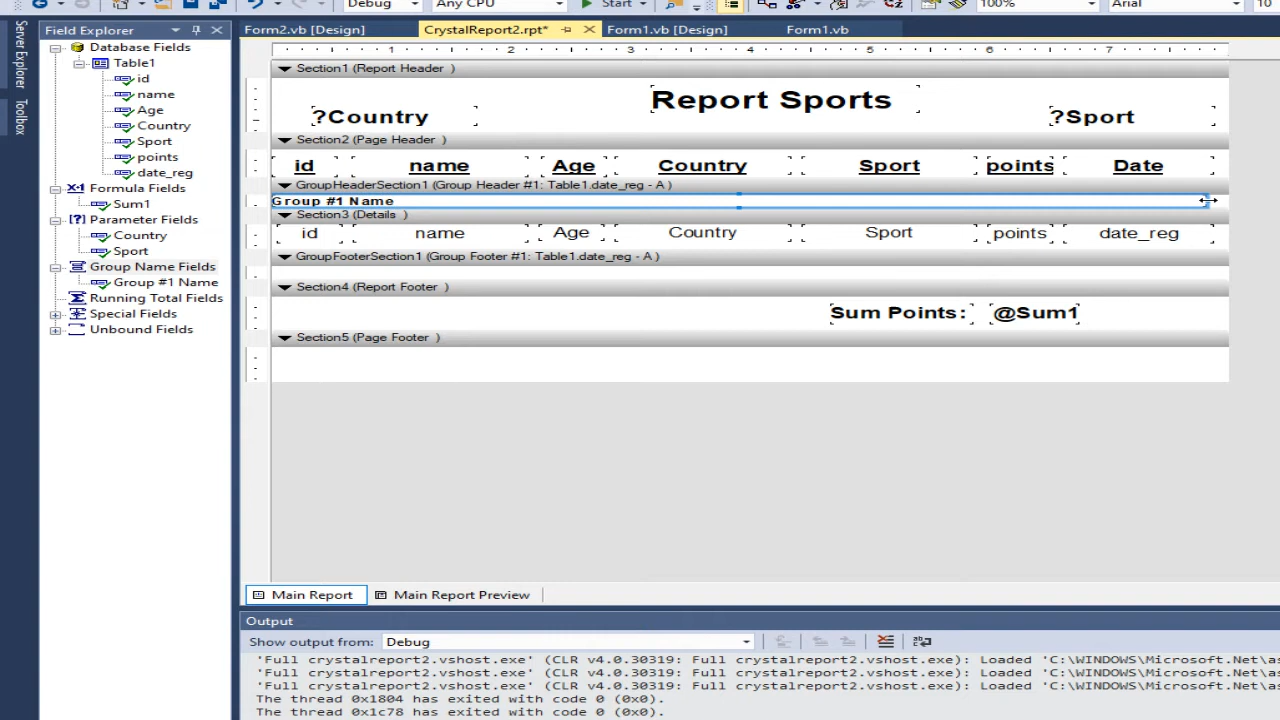 Debug Any CPU Start 100% Arial 10
Server Explorer
Toolbox
Field Explorer
Database Fields
Table1
id
name
Age
Country
Sport
points
date_reg
Formula Fields
Sum1
Parameter Fields
Country
Sport
Group Name Fields
Group #1 Name
Running Total Fields
Special Fields
Unbound Fields
Form2.vb [Design] CrystalReport2.rpt* Form1.vb [Design] Form1.vb
1 2 3 4 5 6 7
Section1 (Report Header )
Report Sports
?Country ?Sport
Section2 (Page Header )
id name Age Country Sport points Date
GroupHeaderSection1 (Group Header #1: Table1.date_reg - A )
Group #1 Name
Section3 (Details )
id name Age Country Sport points date_reg
GroupFooterSection1 (Group Footer #1: Table1.date_reg - A )
Section4 (Report Footer )
Sum Points: @Sum1
Section5 (Page Footer )
Main Report Main Report Preview
Output
Show output from: Debug
'Full crystalreport2.vshost.exe' (CLR v4.0.30319: Full crystalreport2.vshost.exe): Loaded 'C:\WINDOWS\Microsoft.Net\as
'Full crystalreport2.vshost.exe' (CLR v4.0.30319: Full crystalreport2.vshost.exe): Loaded 'C:\WINDOWS\Microsoft.Net\as
'Full crystalreport2.vshost.exe' (CLR v4.0.30319: Full crystalreport2.vshost.exe): Loaded 'C:\WINDOWS\Microsoft.Net\as
The thread 0x1804 has exited with code 0 (0x0).
The thread 0x1c78 has exited with code 0 (0x0).